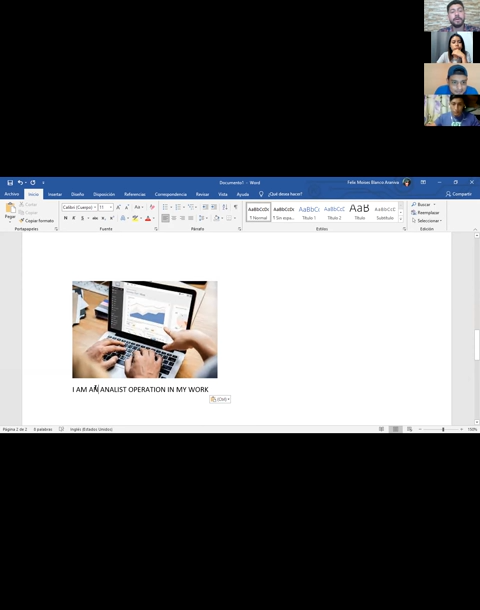 Documento1 - Word
Felix Moises Blanco Araniva
Archivo Inicio Insertar Diseño Disposición Referencias Correspondencia Revisar Vista Ayuda ¿Qué desea hacer? Compartir
Pegar
Cortar
Copiar
Copiar formato
Calibri (Cuerpo) 11
N K S abc
AaBbCcDc AaBbCcDc AaBbCc AaBbCcC AaB AaBbCcC
¶ Normal ¶ Sin espa... Título 1 Título 2 Título Subtítulo
Buscar
Reemplazar
Seleccionar
Portapapeles Fuente Párrafo Estilos Edición
I AM AN ANALIST OPERATION IN MY WORK
(Ctrl)
Página 2 de 2 8 palabras Inglés (Estados Unidos) 100%